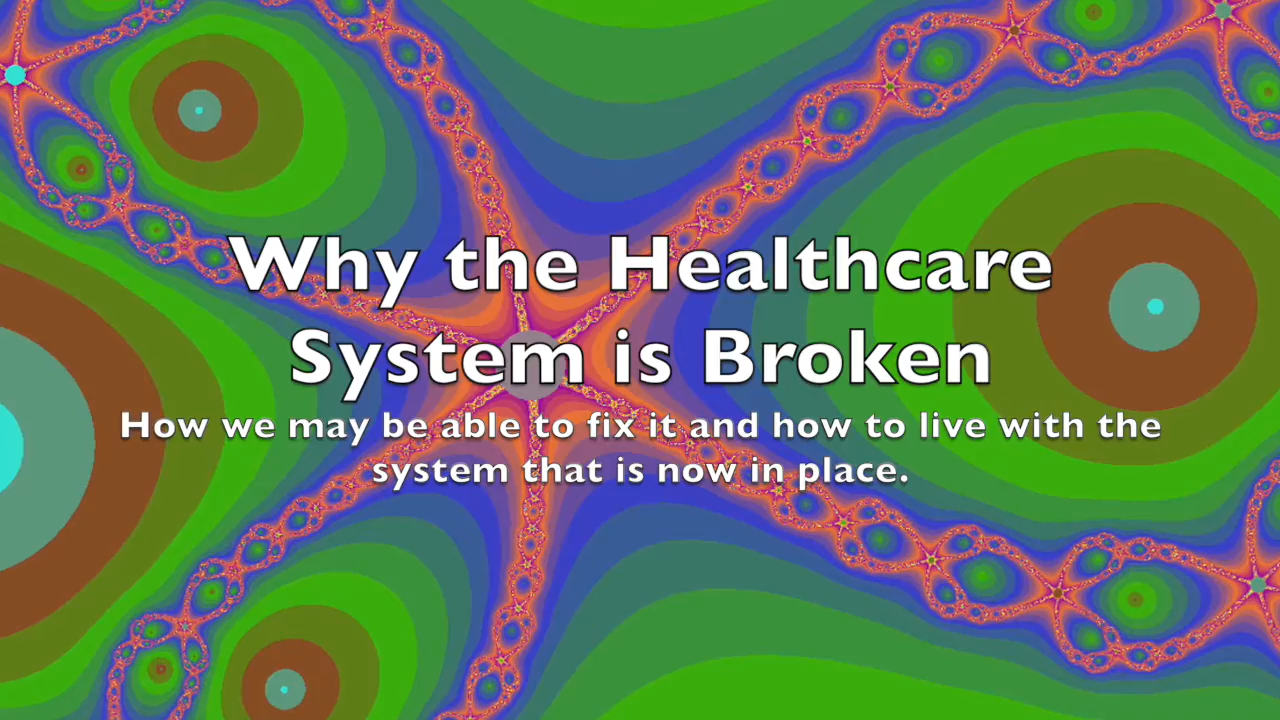 Why the Healthcare
System is Broken
How we may be able to fix it and how to live with the
system that is now in place.